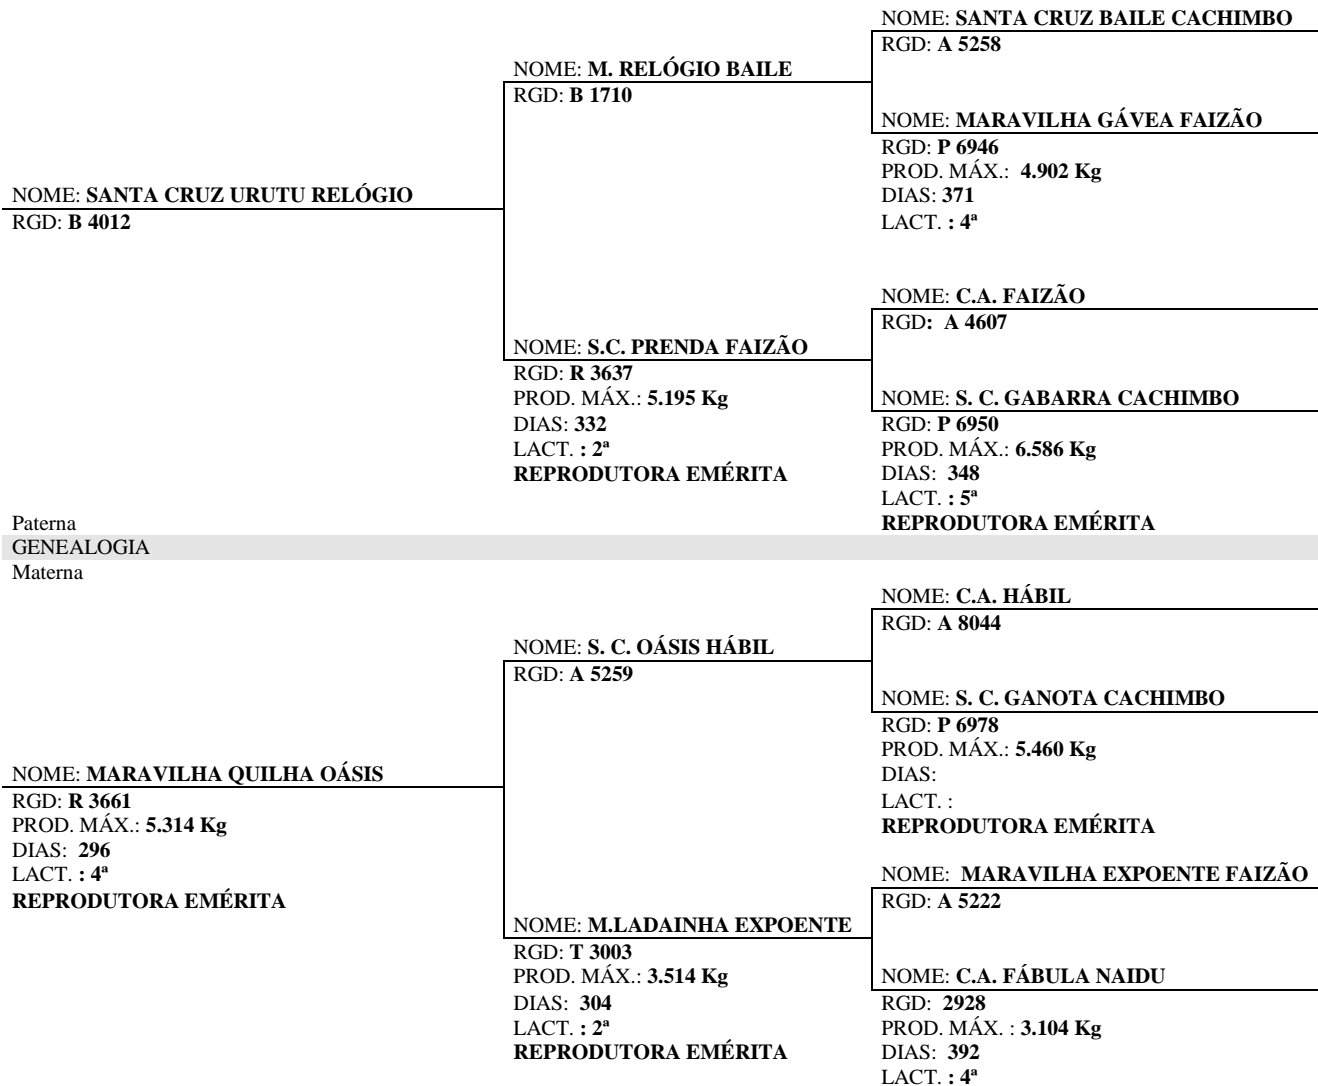 NOME: SANTA CRUZ BAILE CACHIMBO
RGD: A 5258
NOME: M. RELÓGIO BAILE
RGD: B 1710
NOME: MARAVILHA GÁVEA FAIZÃO
RGD: P 6946
PROD. MÁX.: 4.902 Kg
DIAS: 371
LACT. : 4ª
NOME: SANTA CRUZ URUTU RELÓGIO
RGD: B 4012
NOME: C.A. FAIZÃO
RGD: A 4607
NOME: S.C. PRENDA FAIZÃO
RGD: R 3637
PROD. MÁX.: 5.195 Kg
DIAS: 332
LACT. : 2ª
REPRODUTORA EMÉRITA
NOME: S. C. GABARRA CACHIMBO
RGD: P 6950
PROD. MÁX.: 6.586 Kg
DIAS: 348
LACT. : 5ª
REPRODUTORA EMÉRITA
Paterna
GENEALOGIA
Materna
NOME: C.A. HÁBIL
RGD: A 8044
NOME: S. C. OÁSIS HÁBIL
RGD: A 5259
NOME: S. C. GANOTA CACHIMBO
RGD: P 6978
PROD. MÁX.: 5.460 Kg
DIAS:
LACT. :
REPRODUTORA EMÉRITA
NOME: MARAVILHA QUILHA OÁSIS
RGD: R 3661
PROD. MÁX.: 5.314 Kg
DIAS: 296
LACT. : 4ª
REPRODUTORA EMÉRITA
NOME: MARAVILHA EXPOENTE FAIZÃO
RGD: A 5222
NOME: M.LADAINHA EXPOENTE
RGD: T 3003
PROD. MÁX.: 3.514 Kg
DIAS: 304
LACT. : 2ª
REPRODUTORA EMÉRITA
NOME: C.A. FÁBULA NAIDU
RGD: 2928
PROD. MÁX. : 3.104 Kg
DIAS: 392
LACT. : 4ª